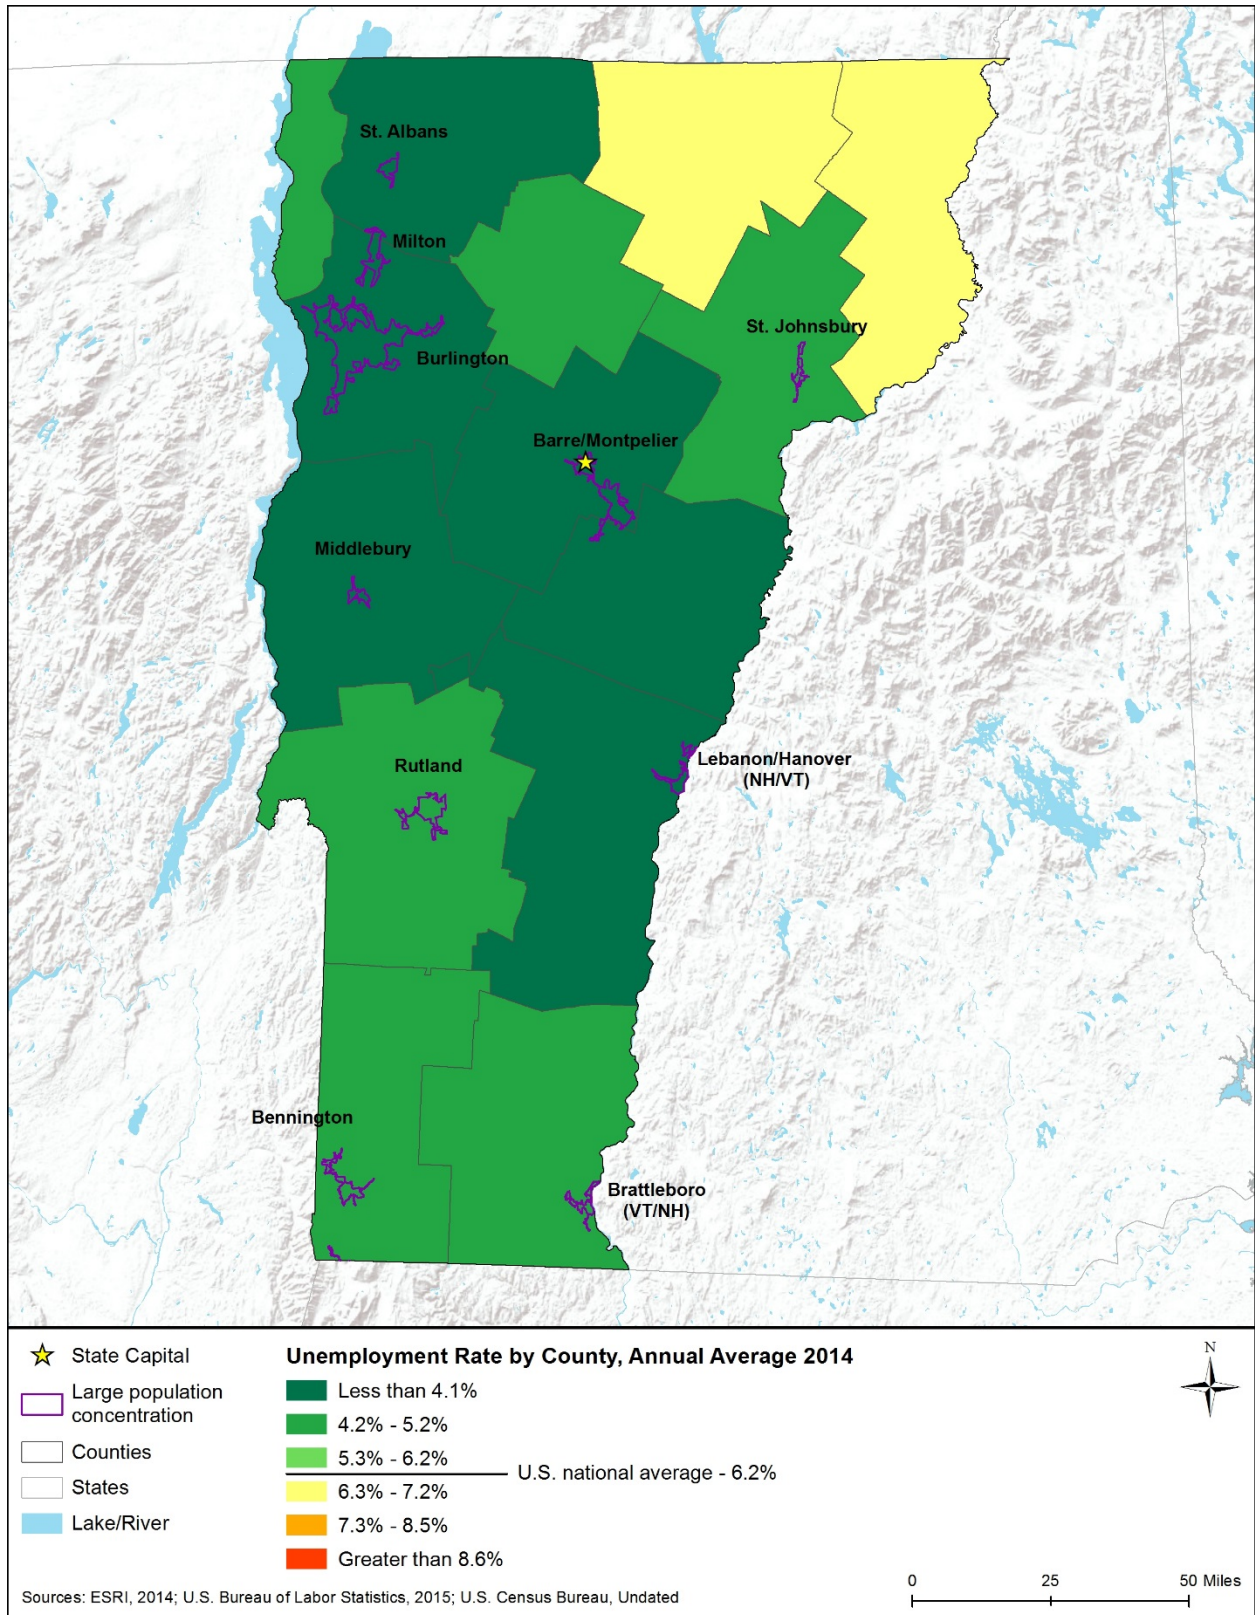 St. Albans
Milton
Burlington
St. Johnsbury
Barre/Montpelier
Middlebury
Lebanon/Hanover
(NH/VT)
Rutland
Bennington
Brattleboro
(VT/NH)
State Capital
Large population
concentration
Counties
States
Lake/River
Unemployment Rate by County, Annual Average 2014
Less than 4.1%
4.2% - 5.2%
5.3% - 6.2%
U.S. national average - 6.2%
6.3% - 7.2%
7.3% - 8.5%
Greater than 8.6%
N
0 25 50 Miles
Sources: ESRI, 2014; U.S. Bureau of Labor Statistics, 2015; U.S. Census Bureau, Undated